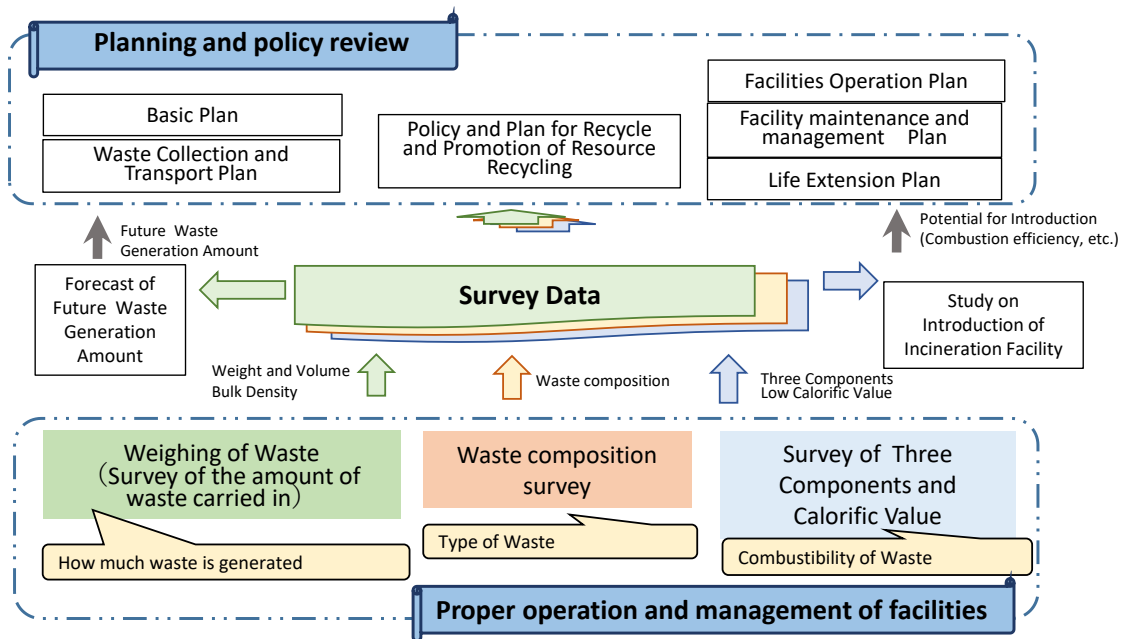 Planning and policy review
Basic Plan
Waste Collection and
Transport Plan
Policy and Plan for Recycle
and Promotion of Resource
Recycling
Facilities Operation Plan
Facility maintenance and
management Plan
Life Extension Plan
Future Waste
Generation Amount
Potential for Introduction
(Combustion efficiency, etc.)
Forecast of
Future Waste
Generation
Amount
Survey Data
Study on
Introduction of
Incineration Facility
Weight and Volume
Bulk Density
Waste composition
Three Components
Low Calorific Value
Weighing of Waste
(Survey of the amount of
waste carried in)
Waste composition
survey
Survey of Three
Components and
Calorific Value
How much waste is generated
Type of Waste
Combustibility of Waste
Proper operation and management of facilities